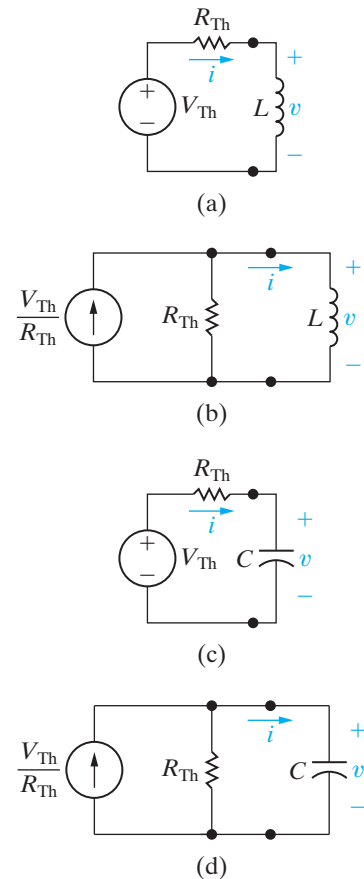 R_Th
+
i
+
−
V_Th
L
v
−
(a)
V_Th
R_Th
R_Th
i
+
L
v
−
(b)
R_Th
i
+
+
−
V_Th
C
v
−
(c)
V_Th
R_Th
R_Th
i
+
C
v
−
(d)